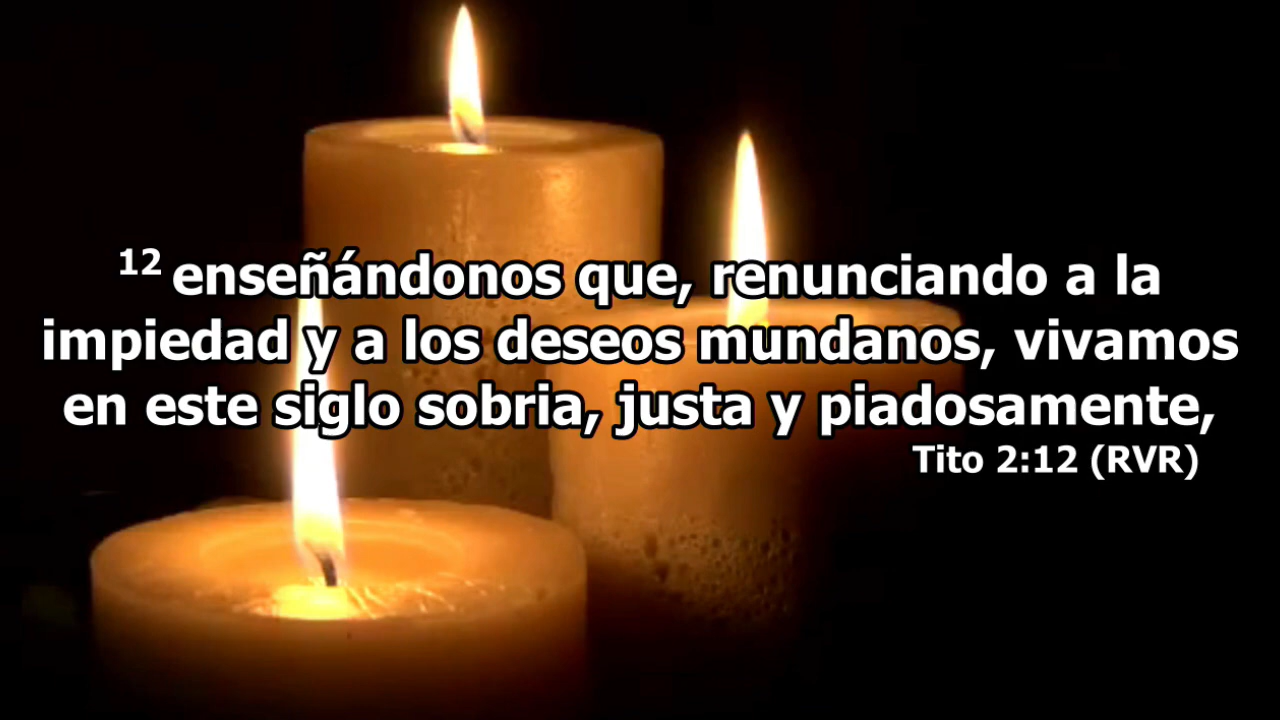 12 enseñándonos que, renunciando a la
impiedad y a los deseos mundanos, vivamos
en este siglo sobria, justa y piadosamente,
Tito 2:12 (RVR)